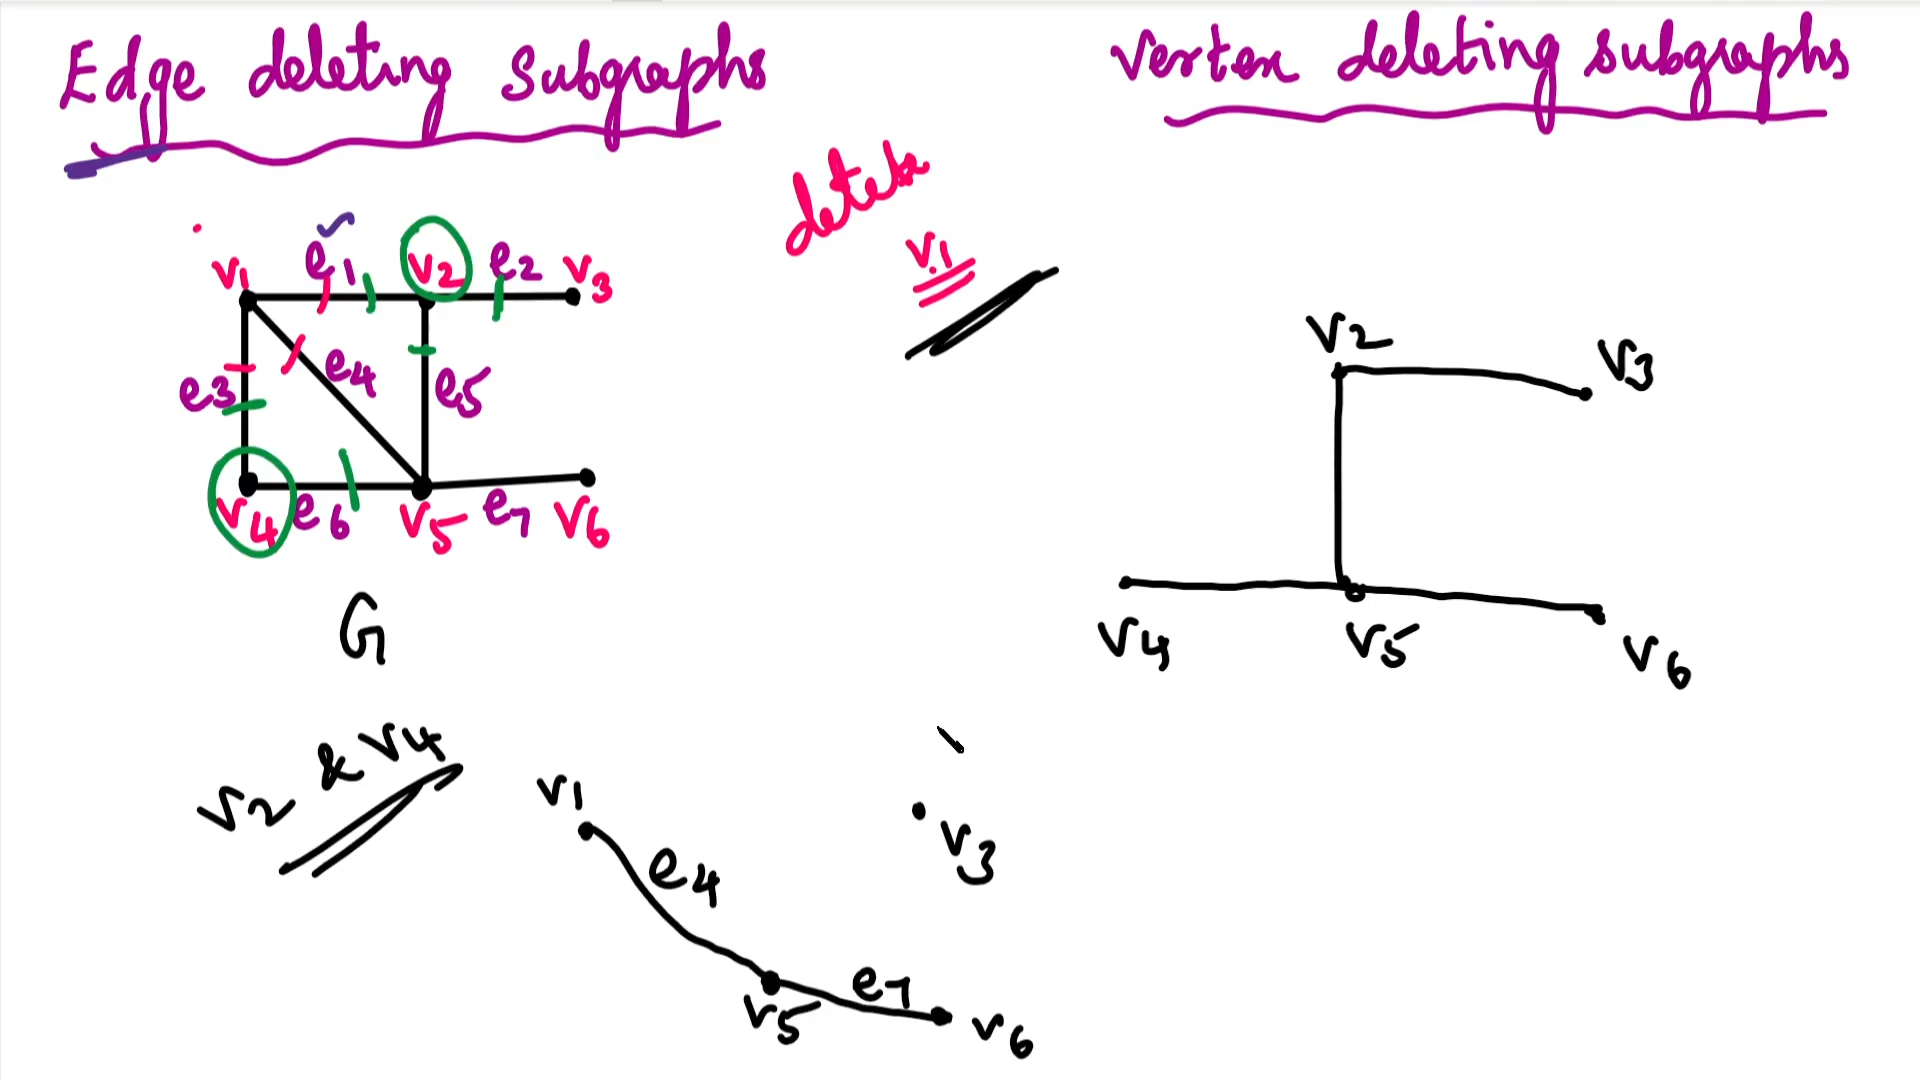 Edge deleting Subgraphs
Vertex deleting subgraphs
delete
v1
v1 e1 v2 e2 v3
e3 e4 e5
v4 e6 v5 e7 v6
G
v2 v3
v4 v5 v6
v2 & v4
v1
e4
v3
v5 e7 v6